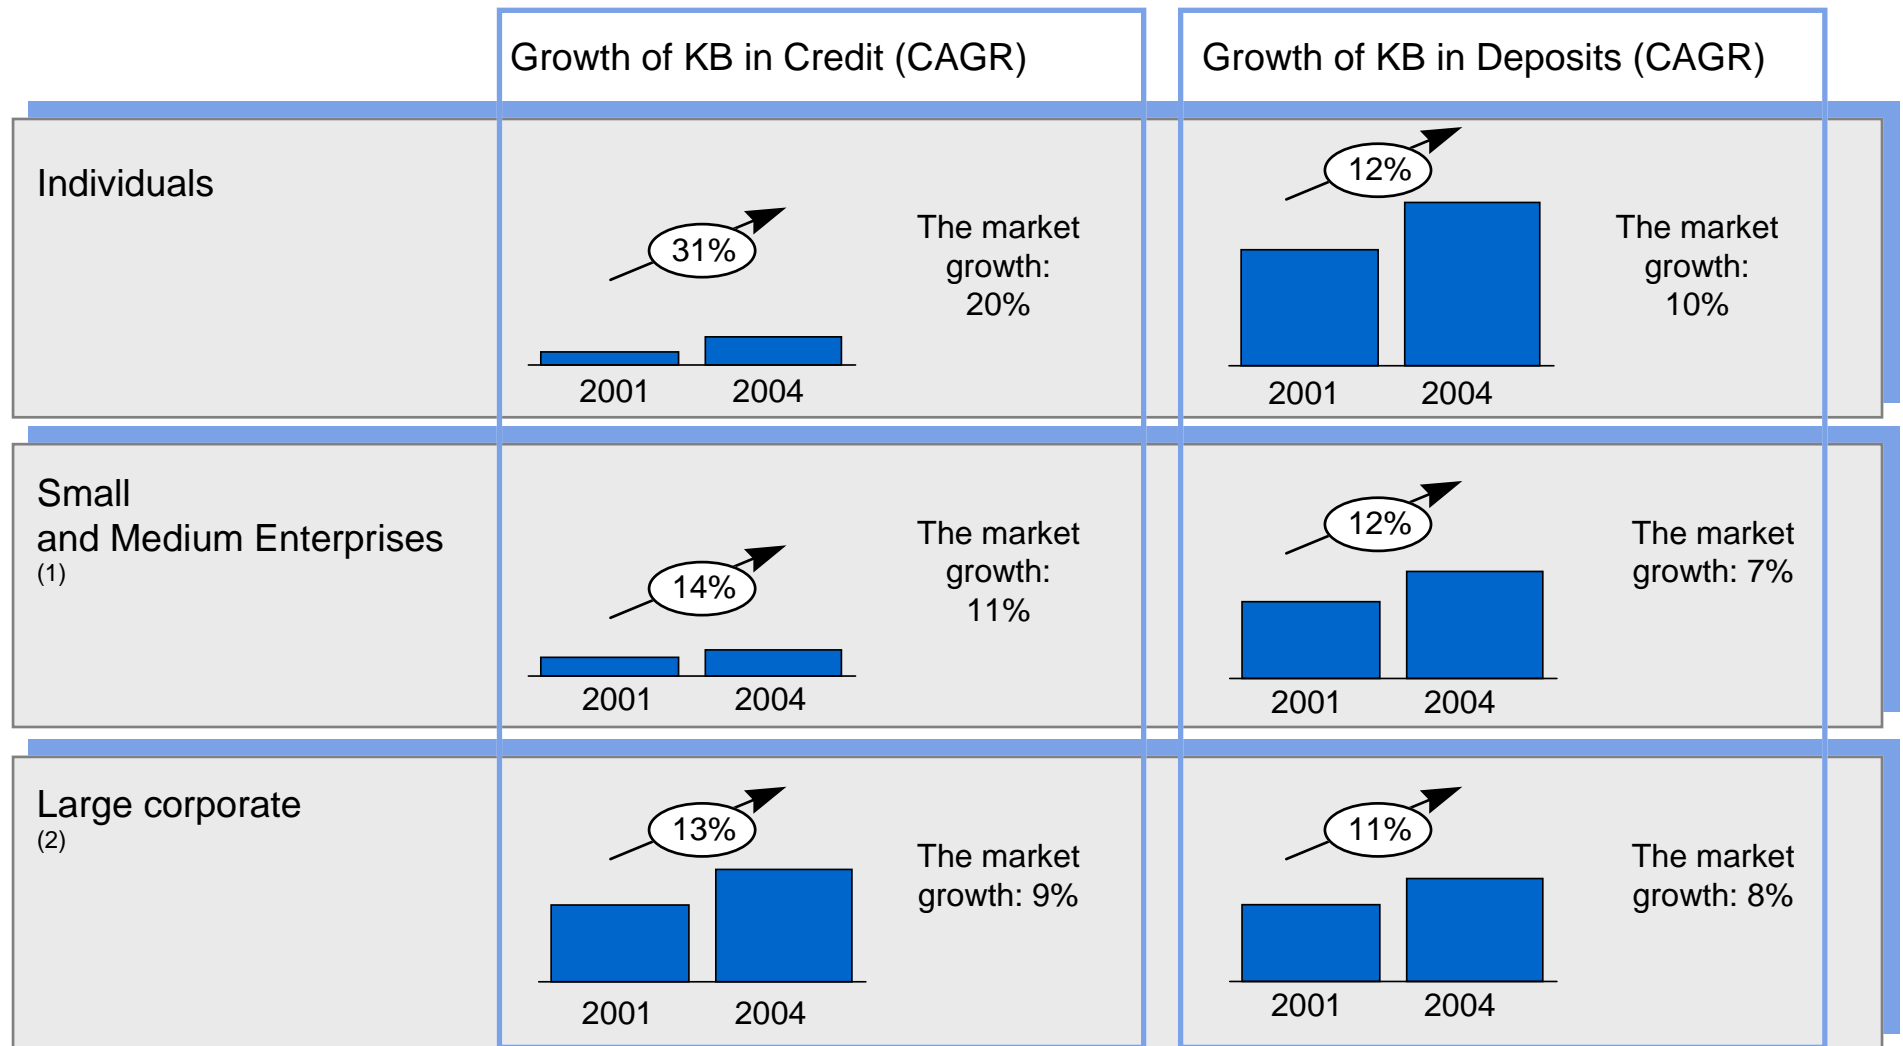 Growth of KB in Credit (CAGR)
Growth of KB in Deposits (CAGR)
Individuals
31%
The market
growth:
20%
2001
2004
12%
The market
growth:
10%
2001
2004
Small
and Medium Enterprises
(1)
14%
The market
growth:
11%
2001
2004
12%
The market
growth: 7%
2001
2004
Large corporate
(2)
13%
The market
growth: 9%
2001
2004
11%
The market
growth: 8%
2001
2004